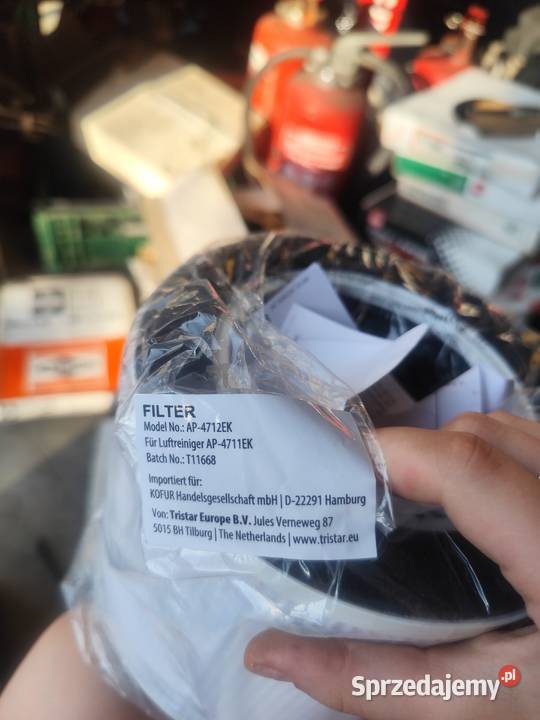 FILTER
Model No.: AP-4712EK
Für Luftreiniger AP-4711EK
Batch No.: T11668
Importiert für:
KOFUR Handelsgesellschaft mbH | D-22291 Hamburg
Von: Tristar Europe B.V. Jules Verneweg 87
5015 BH Tilburg | The Netherlands | www.tristar.eu
Sprzedajemy.pl